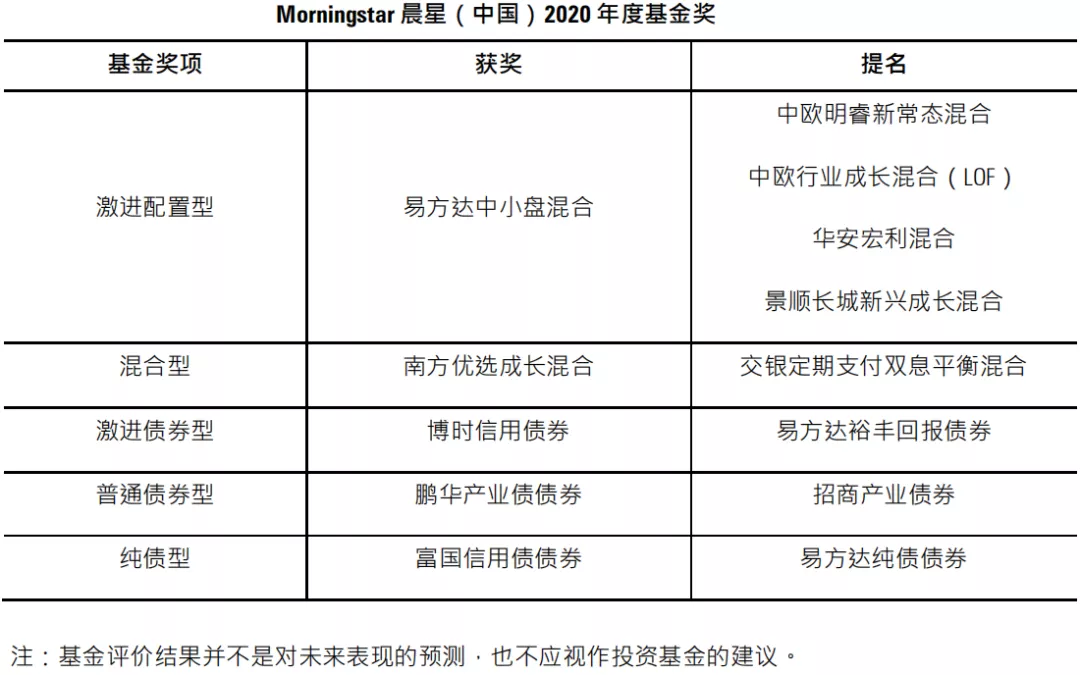 Morningstar 晨星（中国）2020 年度基金奖
基金奖项 获奖 提名
激进配置型 易方达中小盘混合 中欧明睿新常态混合
中欧行业成长混合（LOF）
华安宏利混合
景顺长城新兴成长混合
混合型 南方优选成长混合 交银定期支付双息平衡混合
激进债券型 博时信用债券 易方达裕丰回报债券
普通债券型 鹏华产业债债券 招商产业债券
纯债型 富国信用债债券 易方达纯债债券
注：基金评价结果并不是对未来表现的预测，也不应视作投资基金的建议。